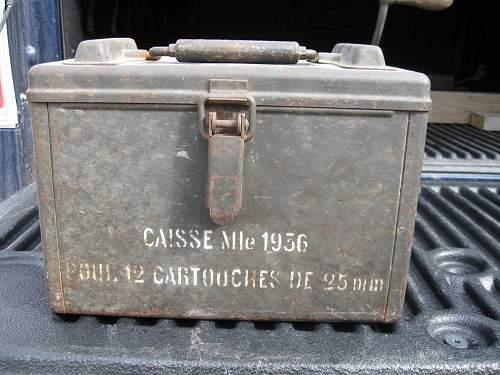 CAISSE Mle 1936
POUR 12 CARTOUCHES DE 25 mm